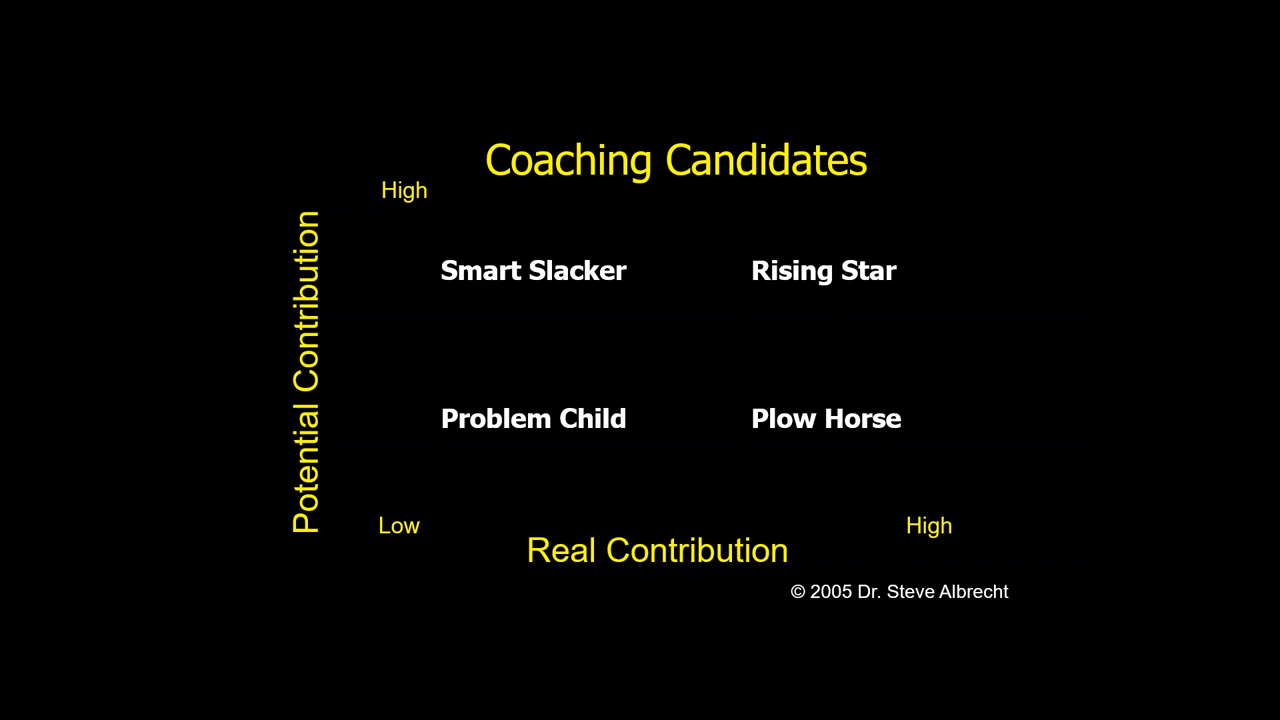 Coaching Candidates
High
Potential Contribution
Smart Slacker
Rising Star
Problem Child
Plow Horse
Low
High
Real Contribution
© 2005 Dr. Steve Albrecht